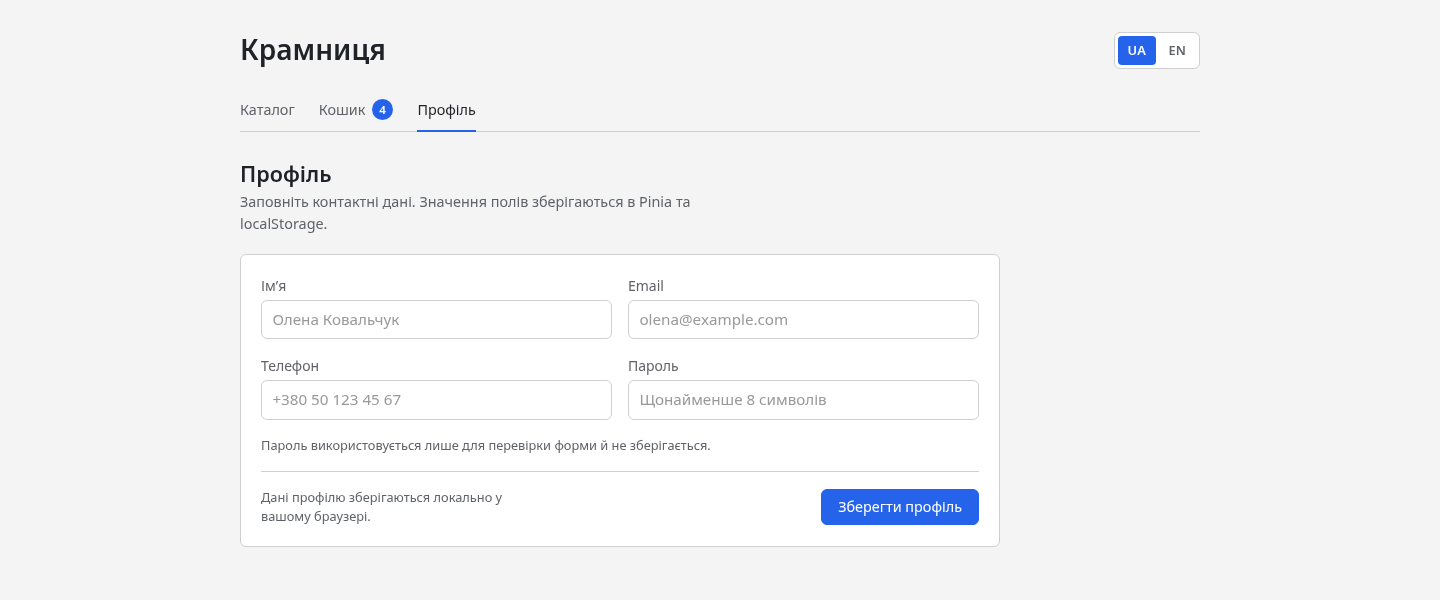 Крамниця
UA EN
Каталог Кошик 4 Профіль
Профіль
Заповніть контактні дані. Значення полів зберігаються в Pinia та
localStorage.
Ім’я Email
Олена Ковальчук olena@example.com
Телефон Пароль
+380 50 123 45 67 Щонайменше 8 символів
Пароль використовується лише для перевірки форми й не зберігається.
Дані профілю зберігаються локально у
вашому браузері.
Зберегти профіль